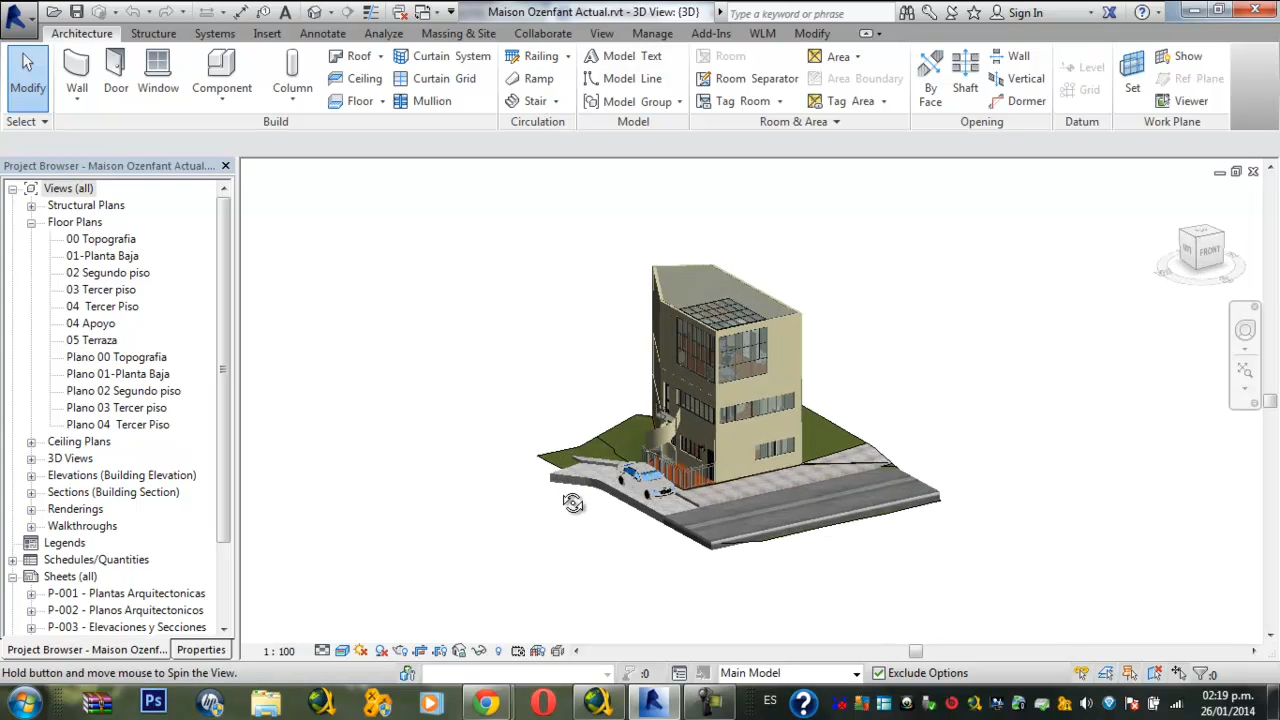 Maison Ozenfant Actual.rvt - 3D View: {3D}
Type a keyword or phrase
Sign In
Architecture Structure Systems Insert Annotate Analyze Massing & Site Collaborate View Manage Add-Ins WLM Modify
Modify
Wall
Door
Window
Component
Column
Roof
Ceiling
Floor
Curtain System
Curtain Grid
Mullion
Railing
Ramp
Stair
Model Text
Model Line
Model Group
Room
Room Separator
Tag Room
Area
Area Boundary
Tag Area
By
Face
Shaft
Wall
Vertical
Dormer
Level
Grid
Set
Show
Ref Plane
Viewer
Select
Build
Circulation
Model
Room & Area
Opening
Datum
Work Plane
Project Browser - Maison Ozenfant Actual....
Views (all)
Structural Plans
Floor Plans
00 Topografia
01-Planta Baja
02 Segundo piso
03 Tercer piso
04 Tercer Piso
04 Apoyo
05 Terraza
Plano 00 Topografia
Plano 01-Planta Baja
Plano 02 Segundo piso
Plano 03 Tercer piso
Plano 04 Tercer Piso
Ceiling Plans
3D Views
Elevations (Building Elevation)
Sections (Building Section)
Renderings
Walkthroughs
Legends
Schedules/Quantities
Sheets (all)
P-001 - Plantas Arquitectonicas
P-002 - Planos Arquitectonicos
P-003 - Elevaciones y Secciones
Project Browser - Maison Ozenf...
Properties
FRONT
1 : 100
Hold button and move mouse to Spin the View.
:0
Main Model
Exclude Options
:0
Ps
ES
02:19 p.m.
26/01/2014